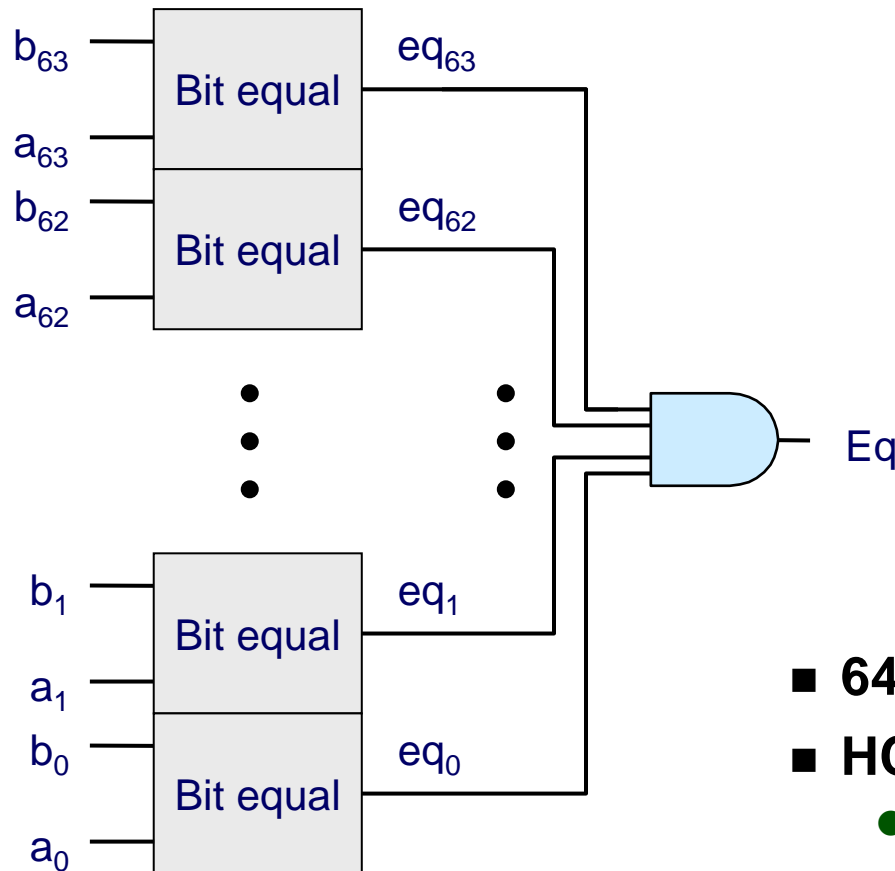 b63
Bit equal
eq63
a63
b62
Bit equal
eq62
a62
Eq
b1
Bit equal
eq1
a1
b0
Bit equal
eq0
a0
■ 64
■ H